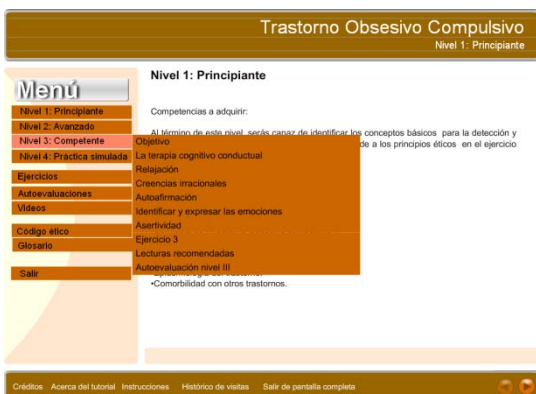 Trastorno Obsesivo Compulsivo
Nivel 1: Principiante
Menú
Nivel 1: Principiante
Nivel 2: Avanzado
Nivel 3: Competente
Nivel 4: Práctica simulada
Ejercicios
Autoevaluaciones
Videos
Código ético
Glosario
Salir
Objetivo
La terapia cognitivo conductual
Relajación
Creencias irracionales
Autoafirmación
Identificar y expresar las emociones
Asertividad
Ejercicio 3
Lecturas recomendadas
Autoevaluación nivel III
Nivel 1: Principiante
Competencias a adquirir:
Al término de este nivel, serás capaz de identificar los conceptos básicos para la detección y
de a los principios éticos en el ejercicio
•Comorbilidad con otros trastornos.
Créditos Acerca del tutorial Instrucciones Histórico de visitas Salir de pantalla completa